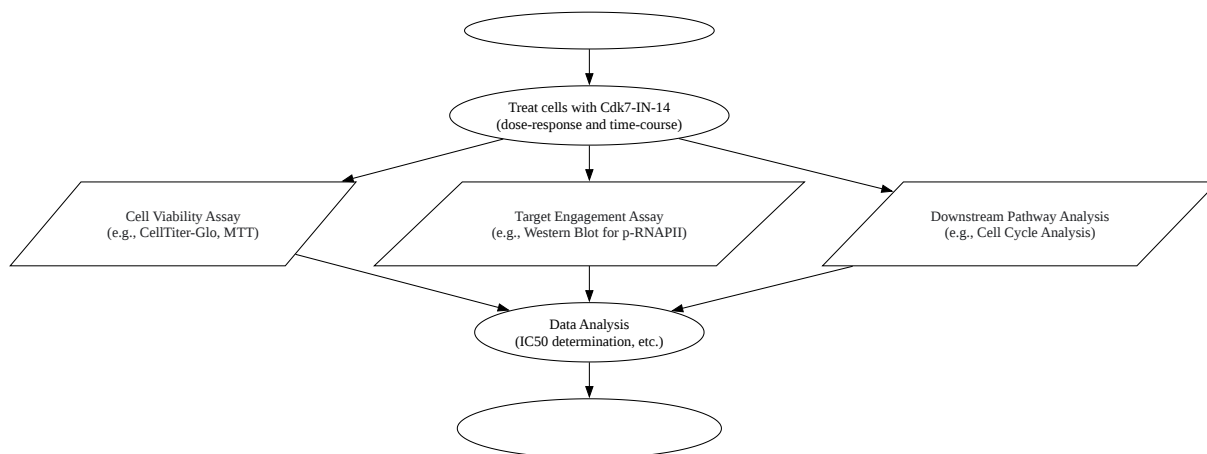 Treat cells with Cdk7-IN-14
(dose-response and time-course)
Cell Viability Assay
(e.g., CellTiter-Glo, MTT)
Target Engagement Assay
(e.g., Western Blot for p-RNAPII)
Downstream Pathway Analysis
(e.g., Cell Cycle Analysis)
Data Analysis
(IC50 determination, etc.)